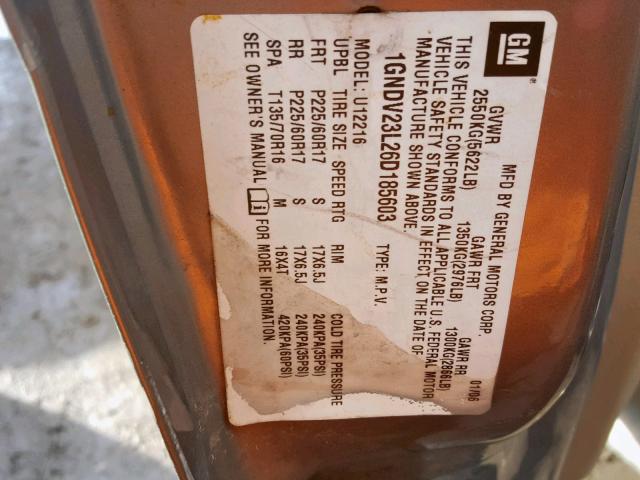 GM
MFD BY GENERAL MOTORS CORP. 01/06
GVWR GAWR FRT GAWR RR
2550KG(5622LB) 1350KG(2976LB) 1300KG(2866LB)
THIS VEHICLE CONFORMS TO ALL APPLICABLE U.S. FEDERAL MOTOR
VEHICLE SAFETY STANDARDS IN EFFECT ON THE DATE OF
MANUFACTURE SHOWN ABOVE.
1GNDV23L26D185603 TYPE: M.P.V.
MODEL: U12216
UPBL TIRE SIZE SPEED RTG RIM COLD TIRE PRESSURE
FRT P225/60R17 S 17X6.5J 240KPA(35PSI)
RR P225/60R17 S 17X6.5J 240KPA(35PSI)
SPA T135/70R16 M 16X4T 420KPA(60PSI)
SEE OWNER'S MANUAL FOR MORE INFORMATION.